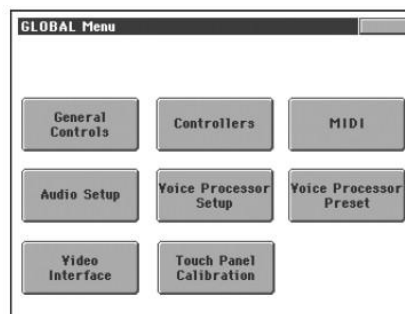 GLOBAL Menu
General
Controls
Controllers
MIDI
Audio Setup
Voice Processor
Setup
Voice Processor
Preset
Video
Interface
Touch Panel
Calibration